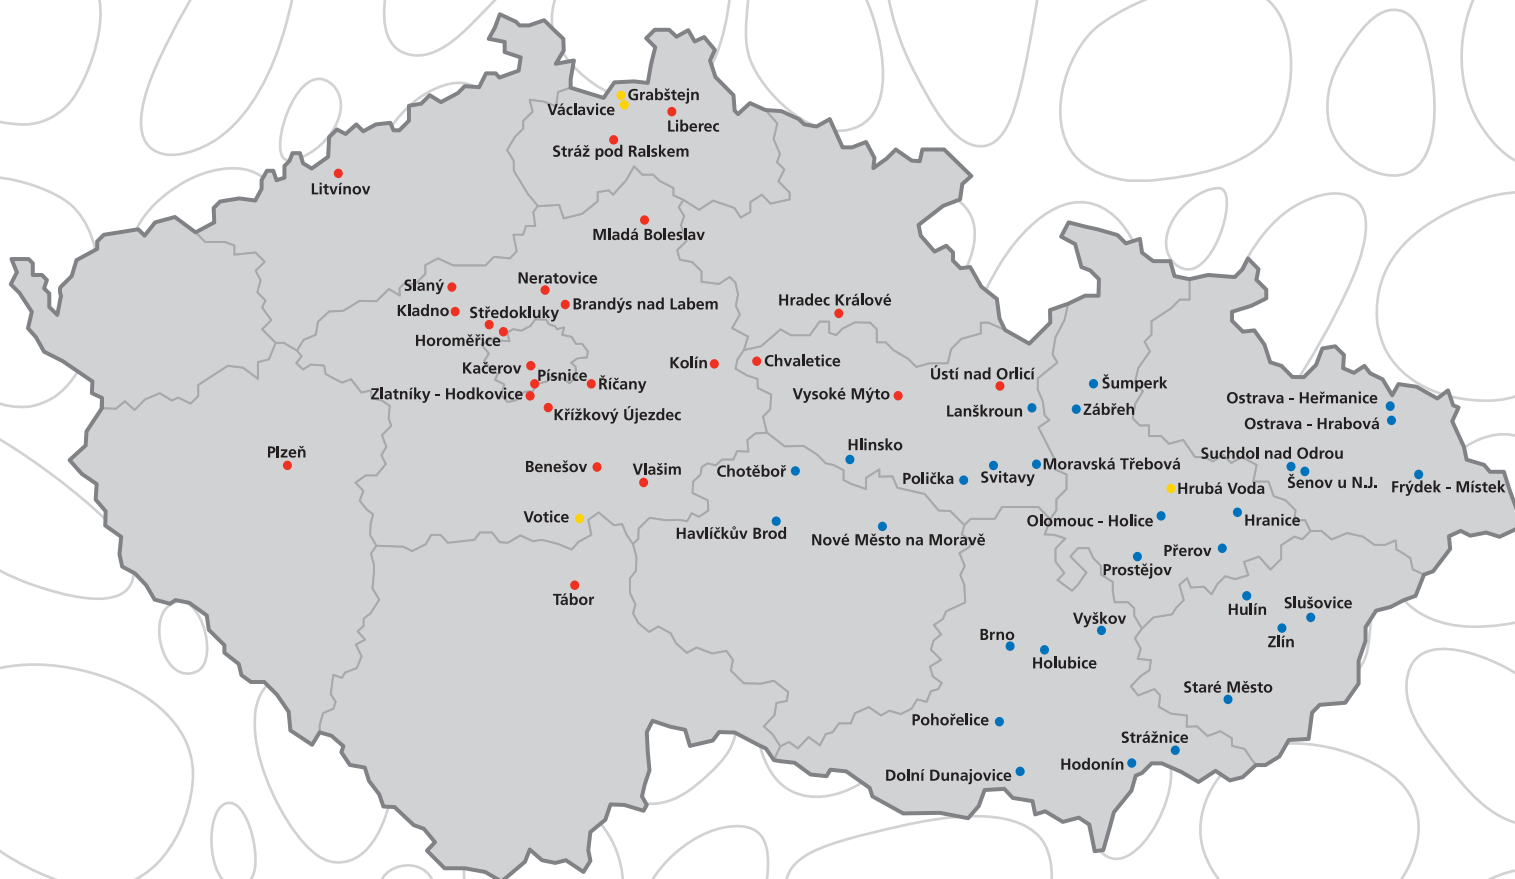 Grabštejn
Václavice
Liberec
Stráž pod Ralskem
Litvínov
Mladá Boleslav
Neratovice
Slaný
Brandýs nad Labem
Hradec Králové
Kladno
Středokluky
Horoměřice
Kačerov
Kolín
Chvaletice
Písnice
Říčany
Ústí nad Orlicí
Šumperk
Zlatníky - Hodkovice
Vysoké Mýto
Ostrava - Heřmanice
Křížkový Újezdec
Lanškroun
Zábřeh
Ostrava - Hrabová
Hlinsko
Plzeň
Suchdol nad Odrou
Benešov
Vlašim
Chotěboř
Moravská Třebová
Polička
Svitavy
Šenov u N.J.
Frýdek - Místek
Hrubá Voda
Votice
Olomouc - Holice
Hranice
Havlíčkův Brod
Nové Město na Moravě
Přerov
Prostějov
Tábor
Hulín
Slušovice
Vyškov
Brno
Zlín
Holubice
Staré Město
Pohořelice
Strážnice
Hodonín
Dolní Dunajovice